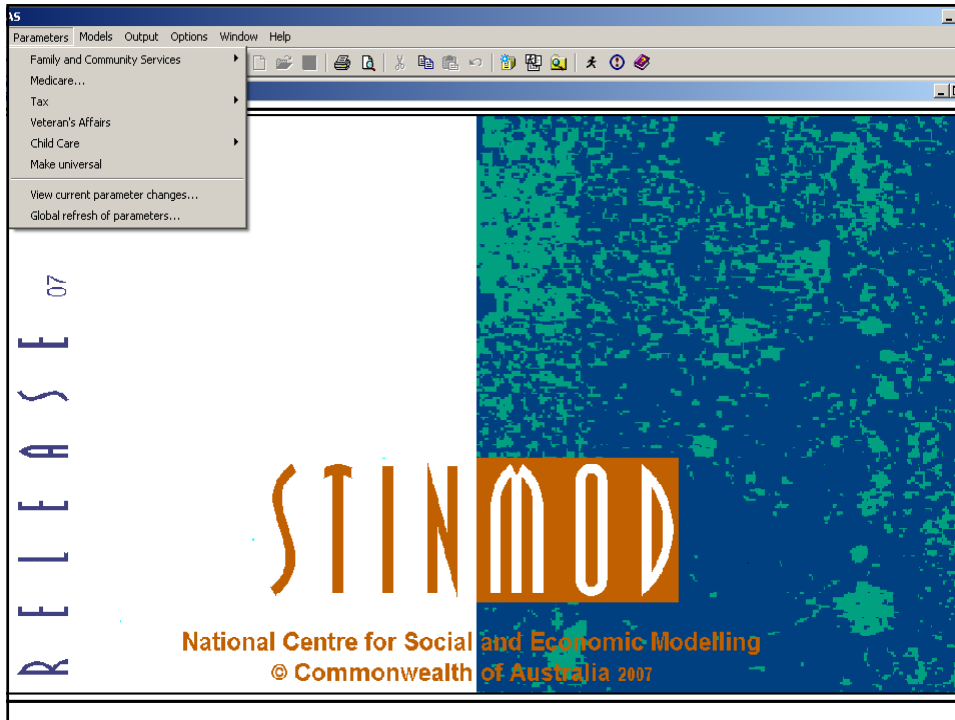 AS
Parameters Models Output Options Window Help
Family and Community Services
Medicare...
Tax
Veteran's Affairs
Child Care
Make universal
View current parameter changes...
Global refresh of parameters...
RELEASE 07
STINMOD
National Centre for Social and Economic Modelling
© Commonwealth of Australia 2007